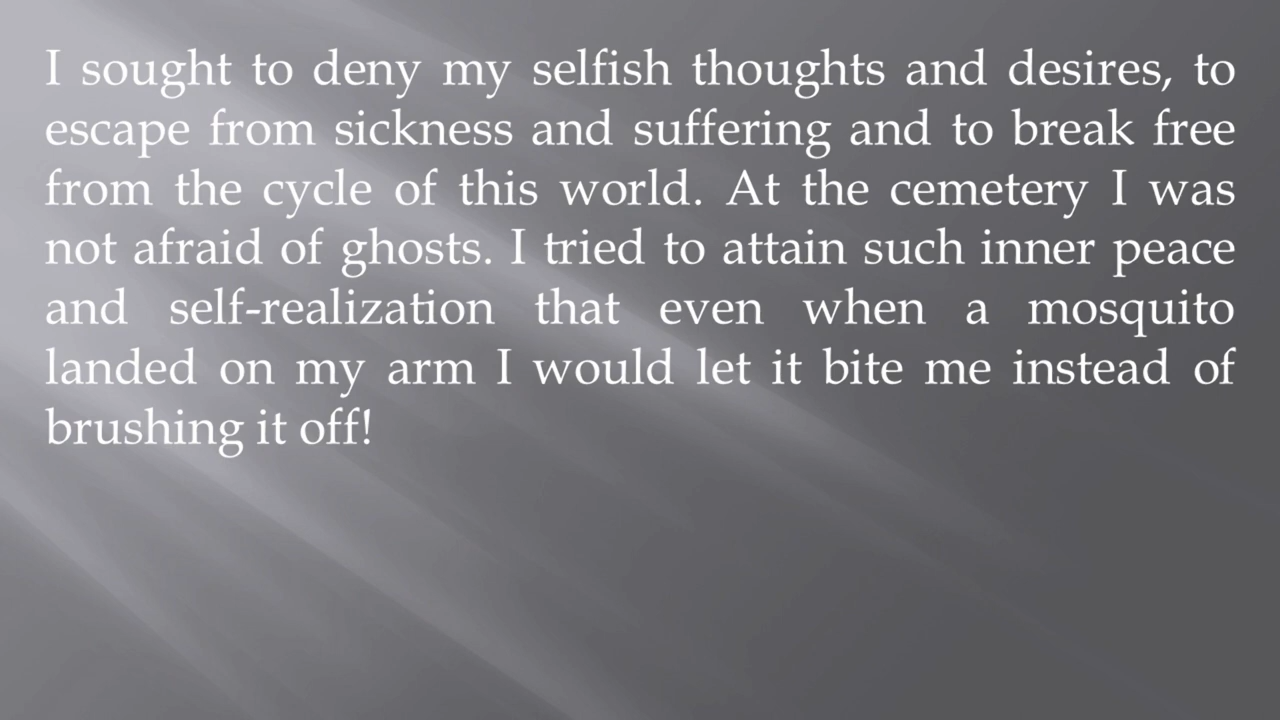 I sought to deny my selfish thoughts and desires, to
escape from sickness and suffering and to break free
from the cycle of this world. At the cemetery I was
not afraid of ghosts. I tried to attain such inner peace
and self-realization that even when a mosquito
landed on my arm I would let it bite me instead of
brushing it off!